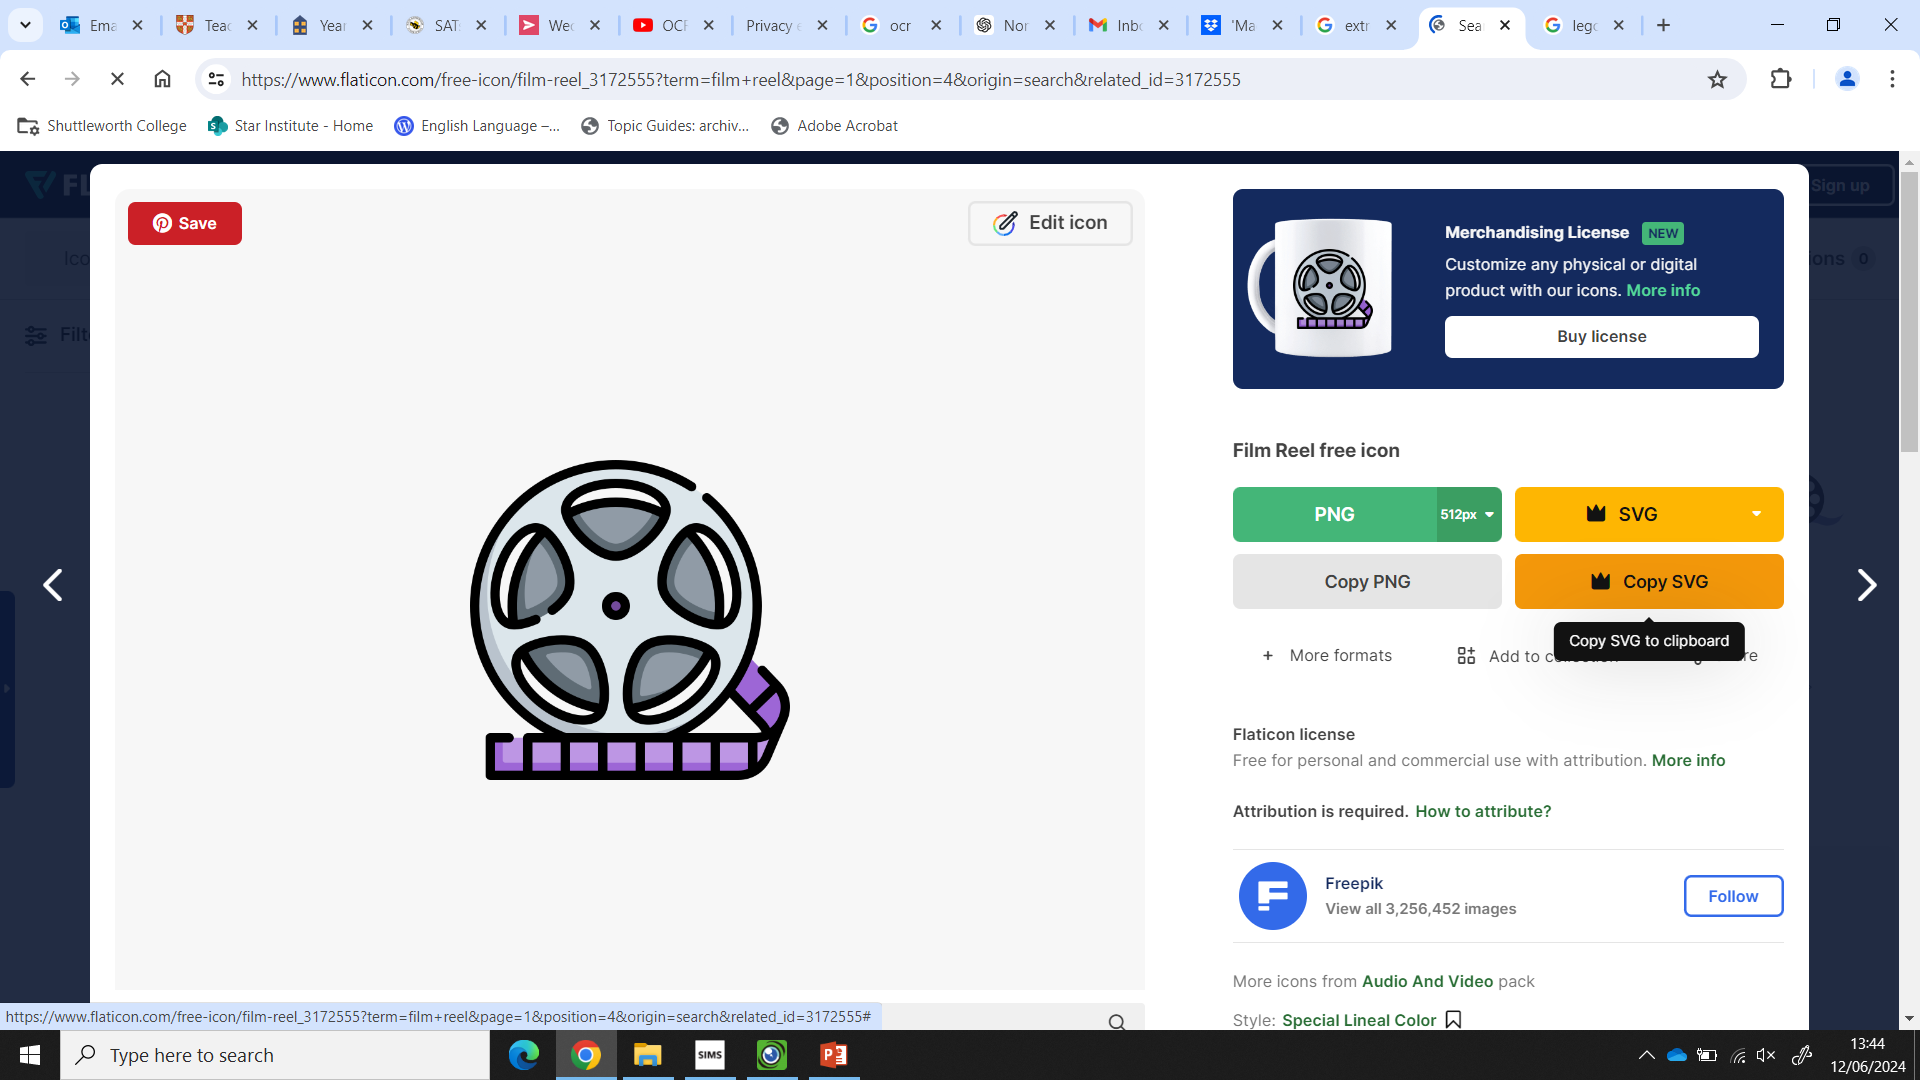 Ema
Teac
Year
SATs
Wee
OCR
Privacy
ocr
Nor
Inbo
'Ma
extr
Sea
lego
https://www.flaticon.com/free-icon/film-reel_3172555?term=film+reel&page=1&position=4&origin=search&related_id=3172555
Shuttleworth College
Star Institute - Home
English Language –...
Topic Guides: archiv...
Adobe Acrobat
Sign up
Save
Edit icon
Merchandising License NEW
Customize any physical or digital
product with our icons. More info
Buy license
Film Reel free icon
PNG 512px
SVG
Copy PNG
Copy SVG
Copy SVG to clipboard
+ More formats
Add to
Flaticon license
Free for personal and commercial use with attribution. More info
Attribution is required. How to attribute?
Freepik
View all 3,256,452 images
Follow
More icons from Audio And Video pack
Style: Special Lineal Color
https://www.flaticon.com/free-icon/film-reel_3172555?term=film+reel&page=1&position=4&origin=search&related_id=3172555#
Type here to search
SIMS
13:44
12/06/2024